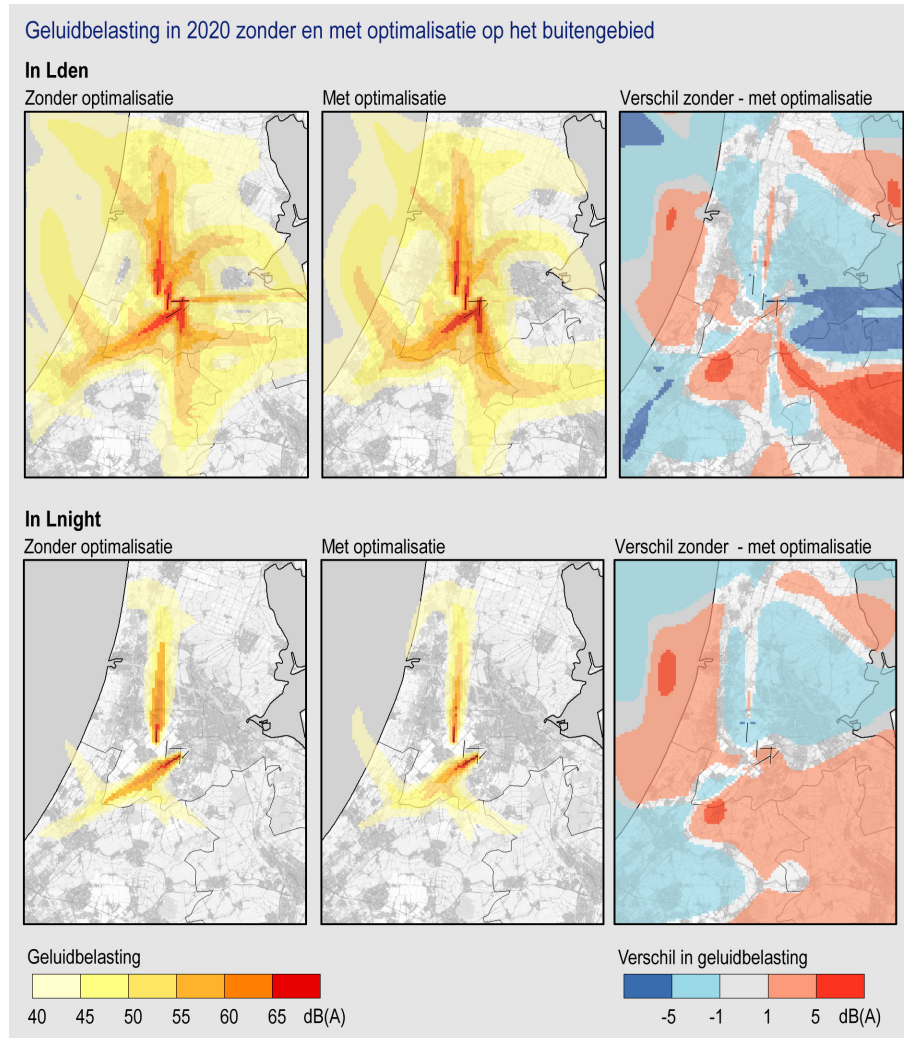 Geluidbelasting in 2020 zonder en met optimalisatie op het buitengebied
In Lden
Zonder optimalisatie
Met optimalisatie
Verschil zonder - met optimalisatie
In Lnight
Zonder optimalisatie
Met optimalisatie
Verschil zonder - met optimalisatie
Geluidbelasting
40 45 50 55 60 65 dB(A)
Verschil in geluidbelasting
-5 -1 1 5 dB(A)